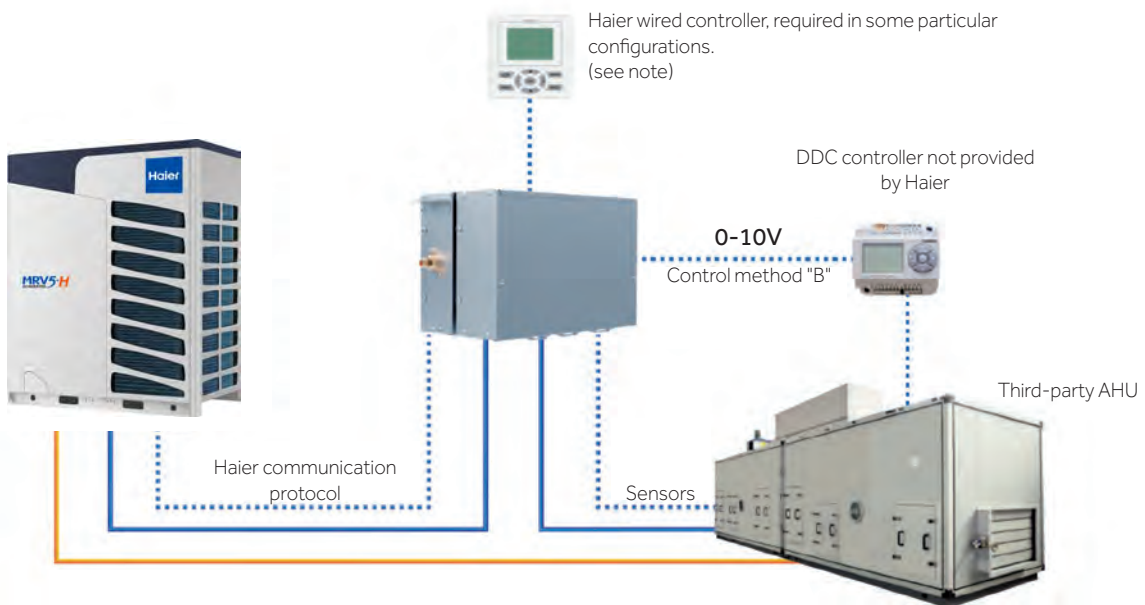 Haier wired controller, required in some particular
configurations.
(see note)
DDC controller not provided
by Haier
Haier
0-10V
Control method "B"
MRV5-H
Third-party AHU
Haier communication
protocol
Sensors